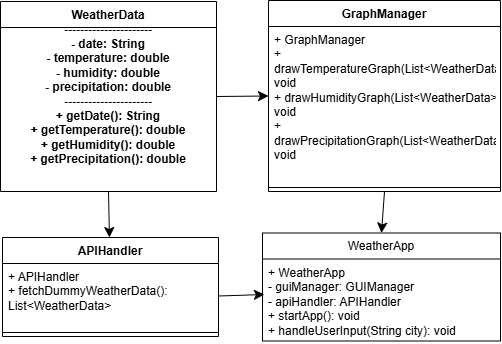 WeatherData
----------------------
- date: String
- temperature: double
- humidity: double
- precipitation: double
----------------------
+ getDate(): String
+ getTemperature(): double
+ getHumidity(): double
+ getPrecipitation(): double
GraphManager
+ GraphManager
+
drawTemperatureGraph(List<WeatherData
void
+ drawHumidityGraph(List<WeatherData>
void
+
drawPrecipitationGraph(List<WeatherData
void
APIHandler
+ APIHandler
+ fetchDummyWeatherData():
List<WeatherData>
WeatherApp
+ WeatherApp
- guiManager: GUIManager
- apiHandler: APIHandler
+ startApp(): void
+ handleUserInput(String city): void